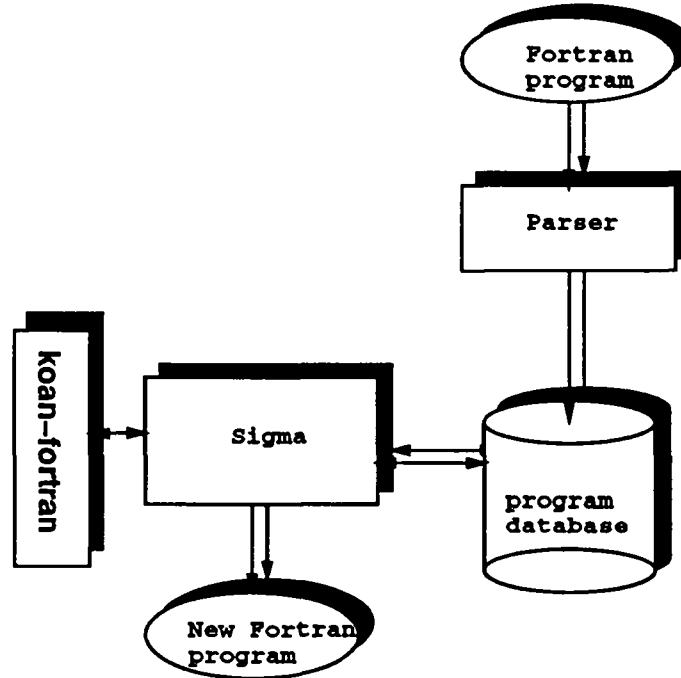 Fortran
program
Parser
koan-fortran
Sigma
program
database
New Fortran
program